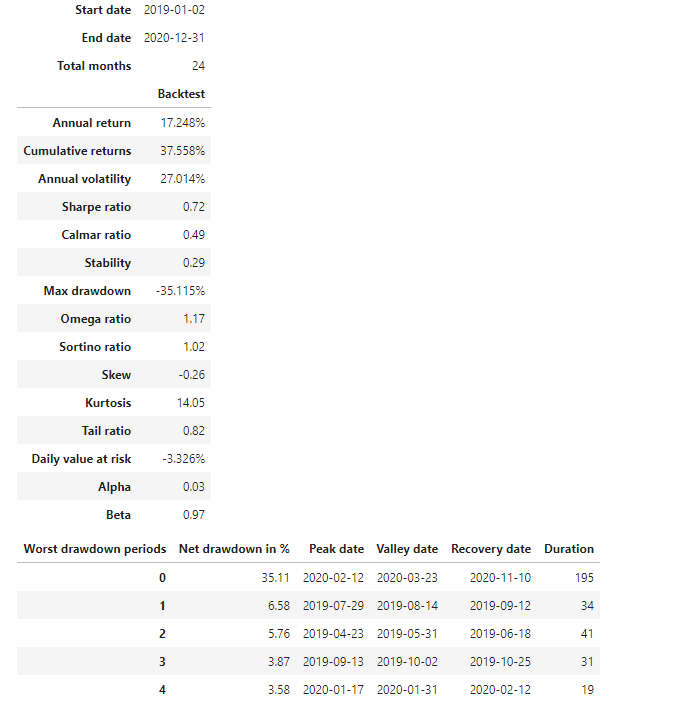 Start date 2019-01-02
End date 2020-12-31
Total months 24
Backtest
Annual return 17.248%
Cumulative returns 37.558%
Annual volatility 27.014%
Sharpe ratio 0.72
Calmar ratio 0.49
Stability 0.29
Max drawdown -35.115%
Omega ratio 1.17
Sortino ratio 1.02
Skew -0.26
Kurtosis 14.05
Tail ratio 0.82
Daily value at risk -3.326%
Alpha 0.03
Beta 0.97
Worst drawdown periods Net drawdown in % Peak date Valley date Recovery date Duration
0 35.11 2020-02-12 2020-03-23 2020-11-10 195
1 6.58 2019-07-29 2019-08-14 2019-09-12 34
2 5.76 2019-04-23 2019-05-31 2019-06-18 41
3 3.87 2019-09-13 2019-10-02 2019-10-25 31
4 3.58 2020-01-17 2020-01-31 2020-02-12 19